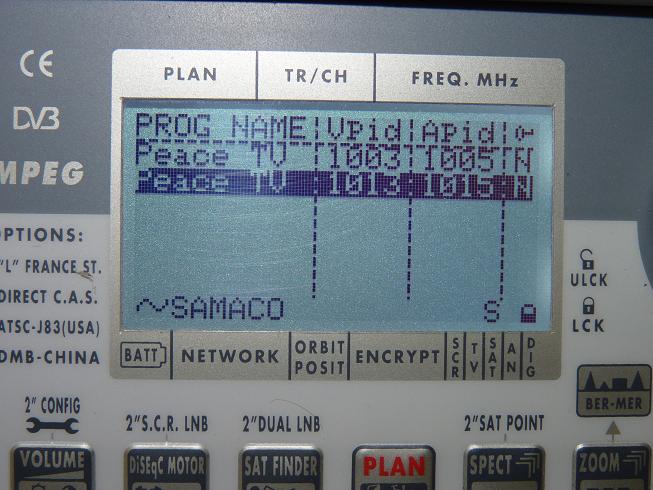 CE
PLAN TR/CH FREQ. MHz
DVB
PROG NAME Vpid Apid
Peace TV 1003 1005 N
Peace TV 1013 1015 N
MPEG
OPTIONS:
"L" FRANCE ST.
DIRECT C.A.S.
ATSC-J83(USA)
DMB-CHINA
~SAMACO S
ULCK
LCK
BATT NETWORK ORBIT POSIT ENCRYPT SCR TV SAT AN DIG
BER-MER
2" CONFIG 2"S.C.R. LNB 2"DUAL LNB 2"SAT POINT
VOLUME DiSEqC MOTOR SAT FINDER PLAN SPECT ZOOM